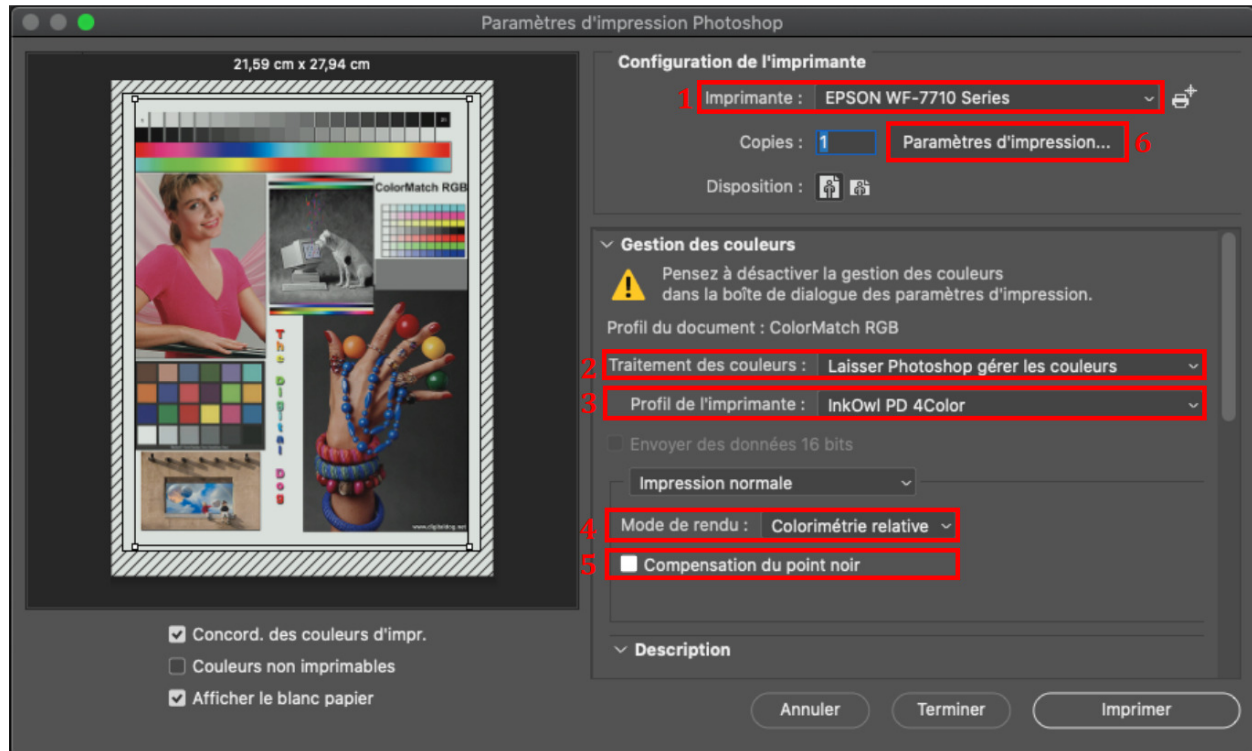 Paramètres d'impression Photoshop
21,59 cm x 27,94 cm
ColorMatch RGB
The Digital Dog
www.digitaldog.net
Concord. des couleurs d'impr.
Couleurs non imprimables
Afficher le blanc papier
Configuration de l'imprimante
1 Imprimante : EPSON WF-7710 Series
Copies : 1 Paramètres d'impression... 6
Disposition :
Gestion des couleurs
Pensez à désactiver la gestion des couleurs
dans la boîte de dialogue des paramètres d'impression.
Profil du document : ColorMatch RGB
2 Traitement des couleurs : Laisser Photoshop gérer les couleurs
3 Profil de l'imprimante : InkOwl PD 4Color
Envoyer des données 16 bits
Impression normale
4 Mode de rendu : Colorimétrie relative
5 Compensation du point noir
Description
Annuler Terminer Imprimer